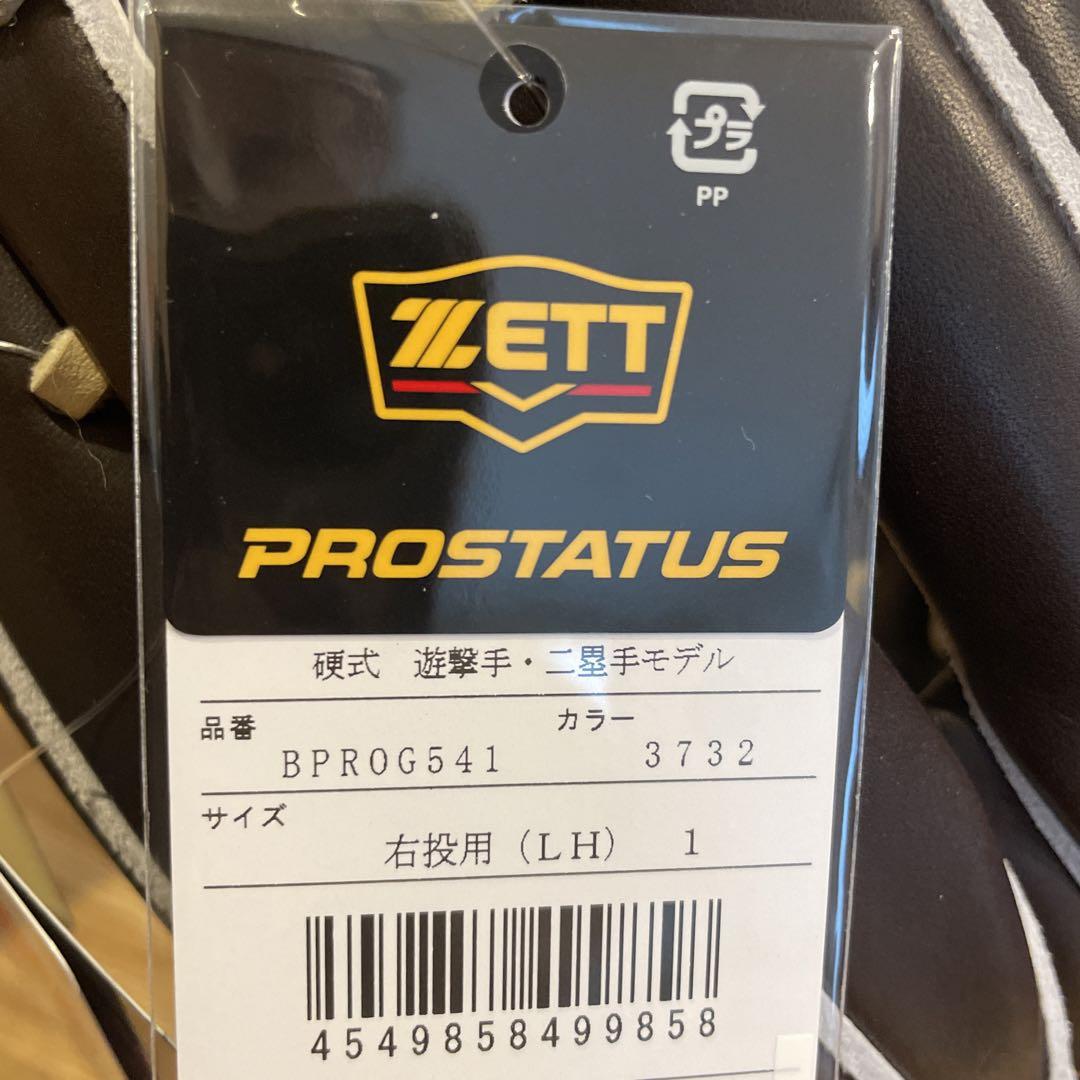 プラ
PP
ZETT
PROSTATUS
硬式 遊撃手・二塁手モデル
品番 カラー
BPROG541 3732
サイズ
右投用(LH) 1
4549858499858